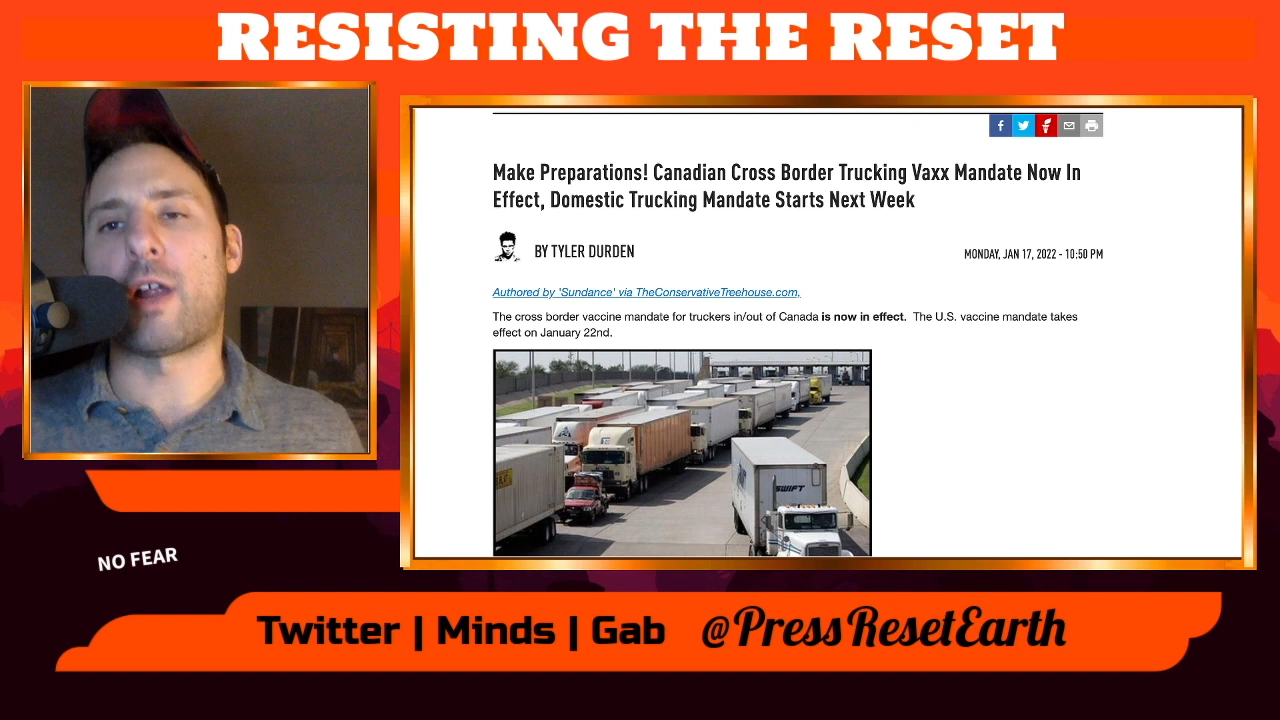 RESISTING THE RESET
Make Preparations! Canadian Cross Border Trucking Vaxx Mandate Now In
Effect, Domestic Trucking Mandate Starts Next Week
BY TYLER DURDEN
MONDAY, JAN 17, 2022 - 10:50 PM
Authored by 'Sundance' via TheConservativeTreehouse.com,
The cross border vaccine mandate for truckers in/out of Canada is now in effect. The U.S. vaccine mandate takes
effect on January 22nd.
SWIFT
NO FEAR
Twitter | Minds | Gab @PressResetEarth